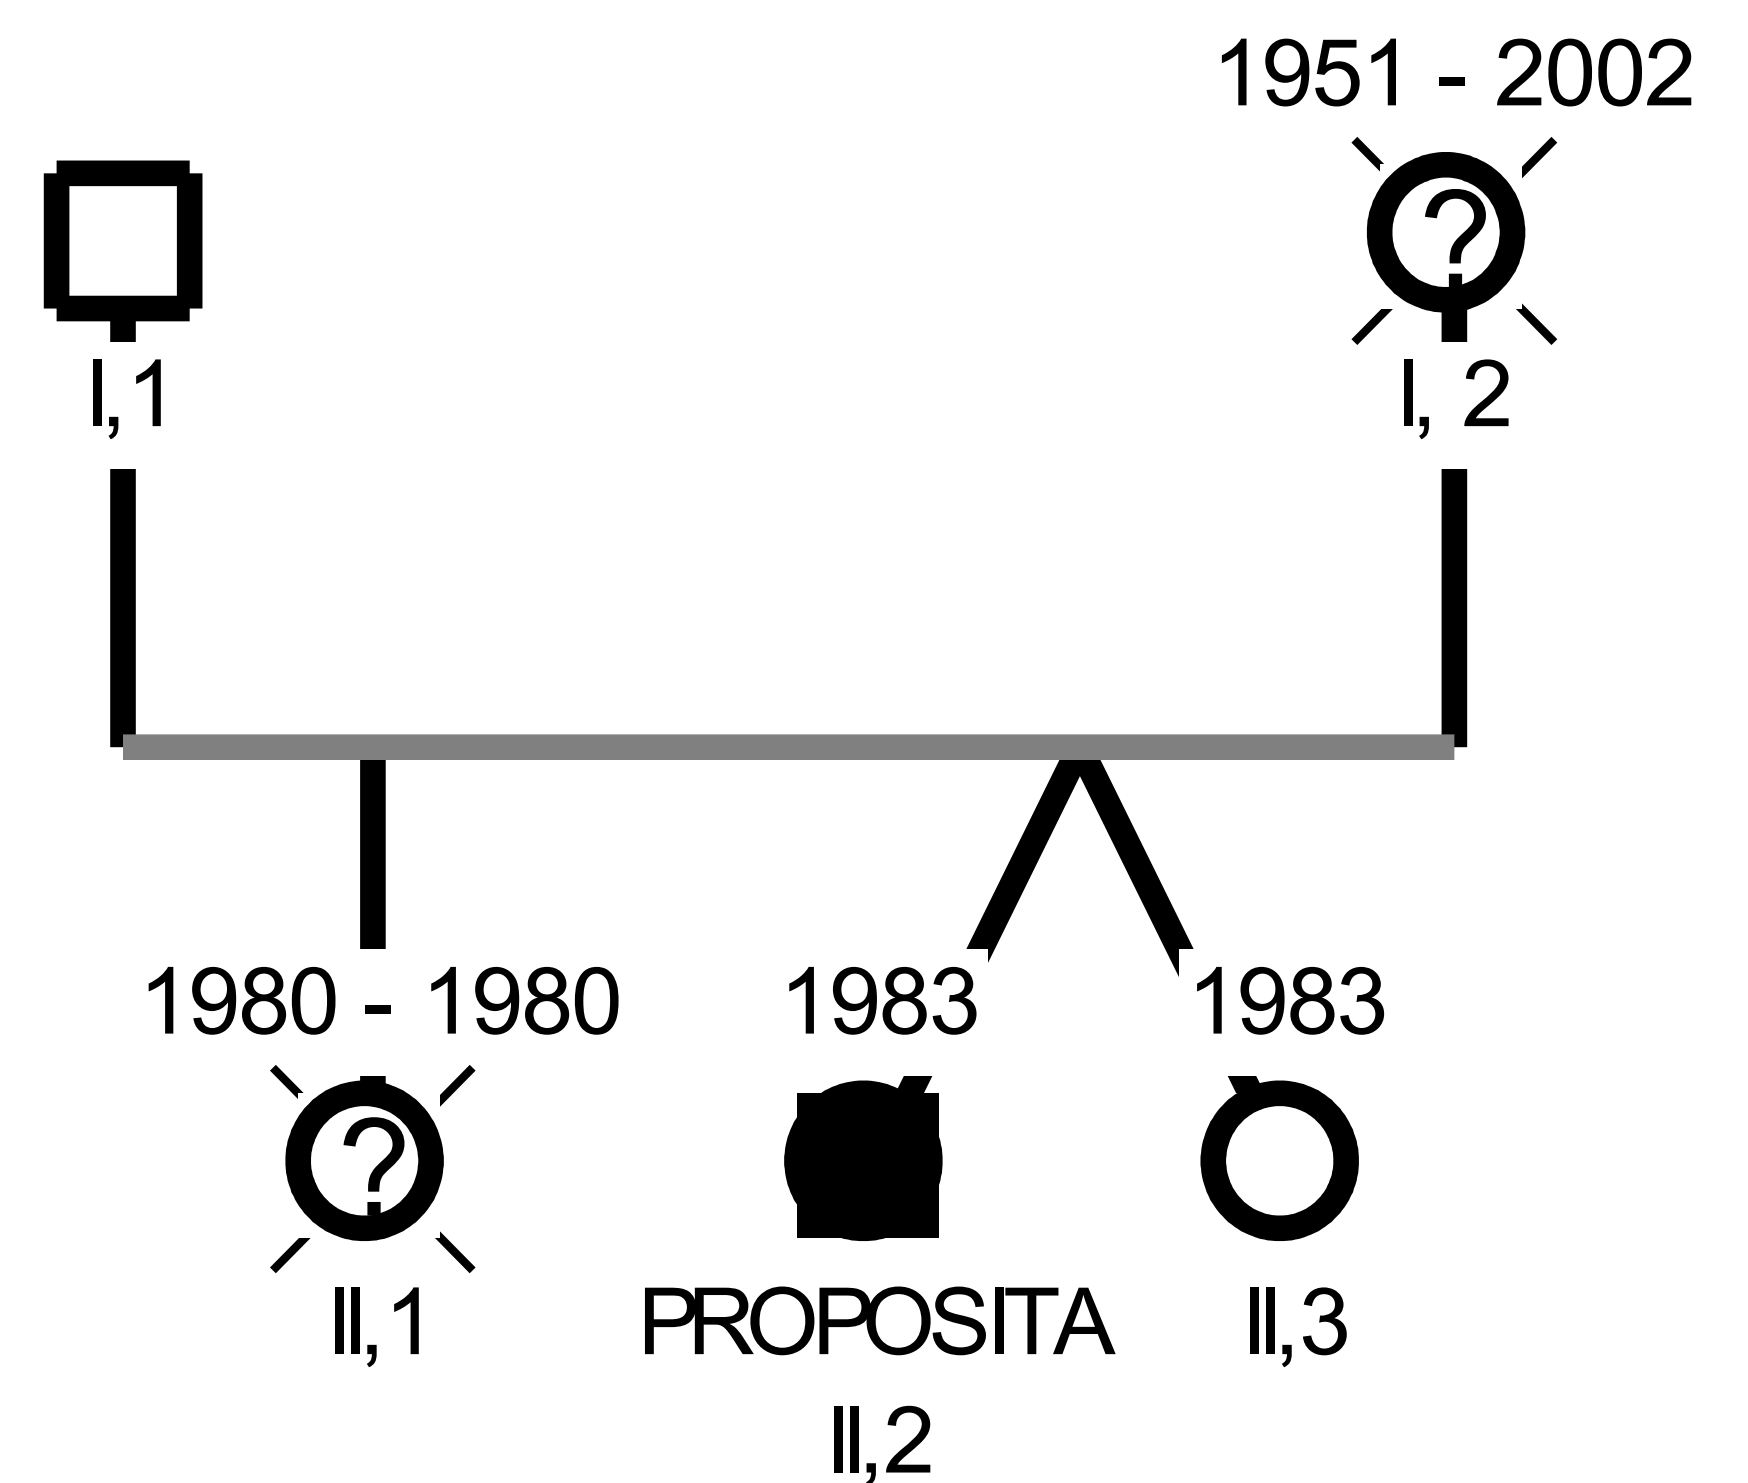 1951 - 2002
?
I,1
I, 2
1980 - 1980
1983
1983
?
II,1
PROPOSITA
II,3
II,2